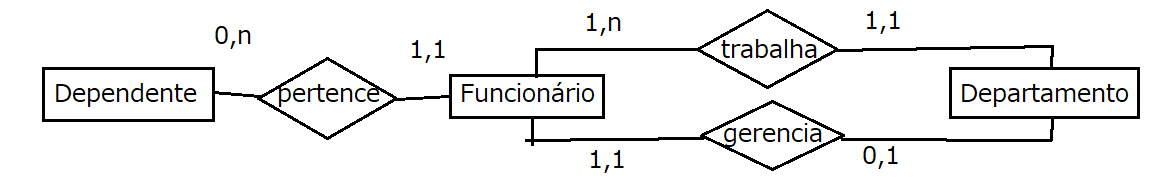 0,n
1,1
1,n
1,1
Dependente
pertence
Funcionário
trabalha
Departamento
gerencia
1,1
0,1